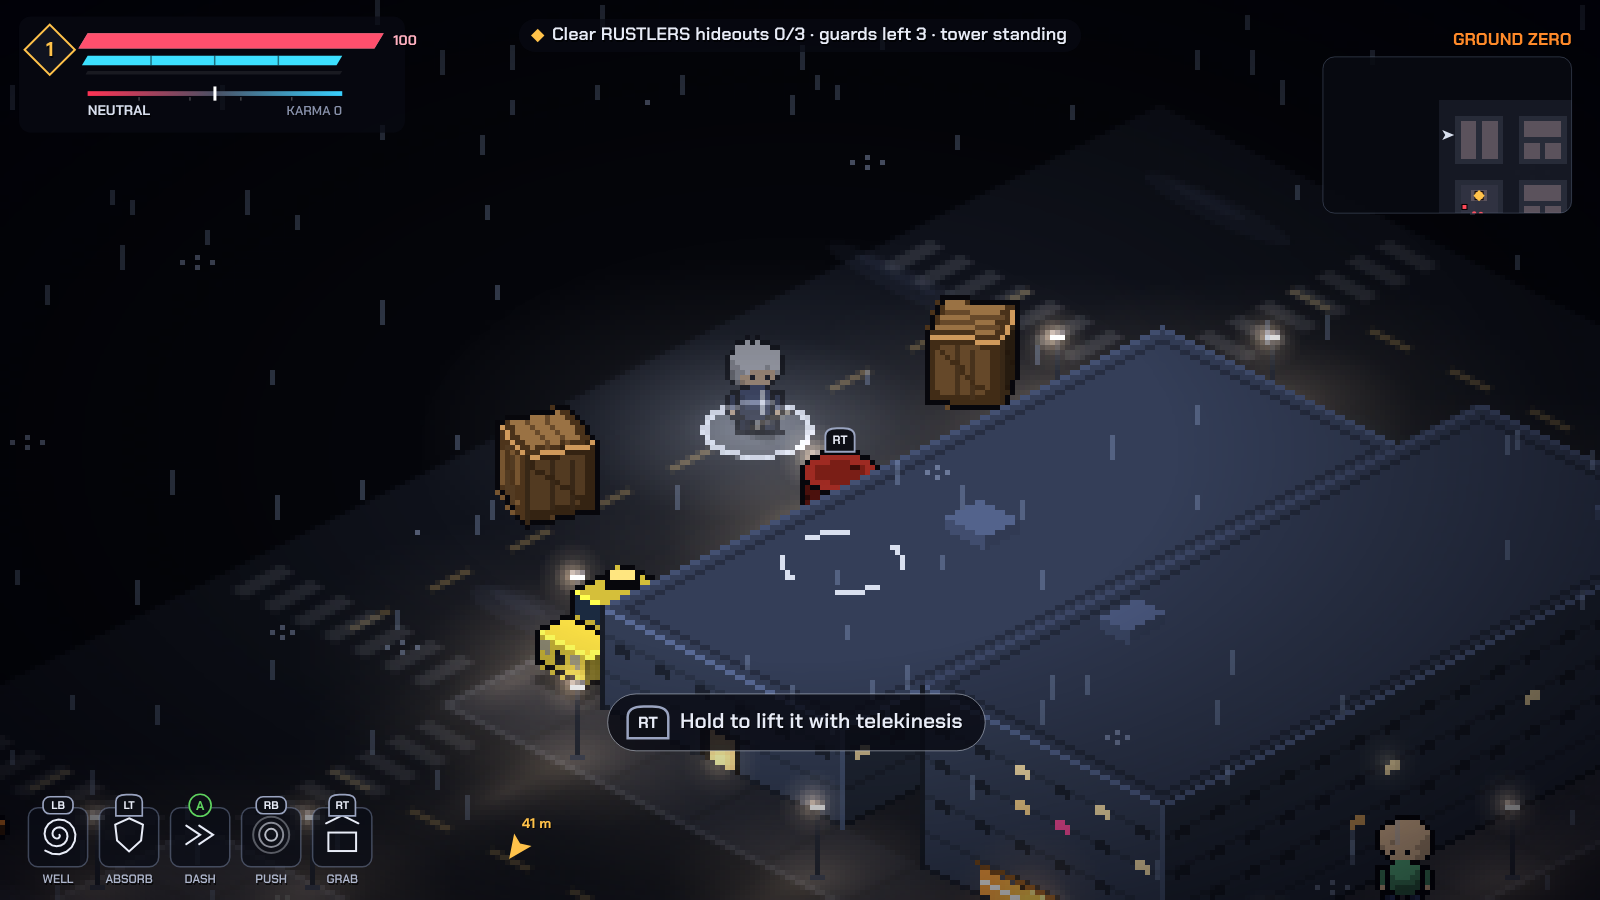 1
100
NEUTRAL
KARMA 0
Clear RUSTLERS hideouts 0/3 · guards left 3 · tower standing
GROUND ZERO
RT
RT Hold to lift it with telekinesis
41 m
LB
LT
A
RB
RT
WELL
ABSORB
DASH
PUSH
GRAB